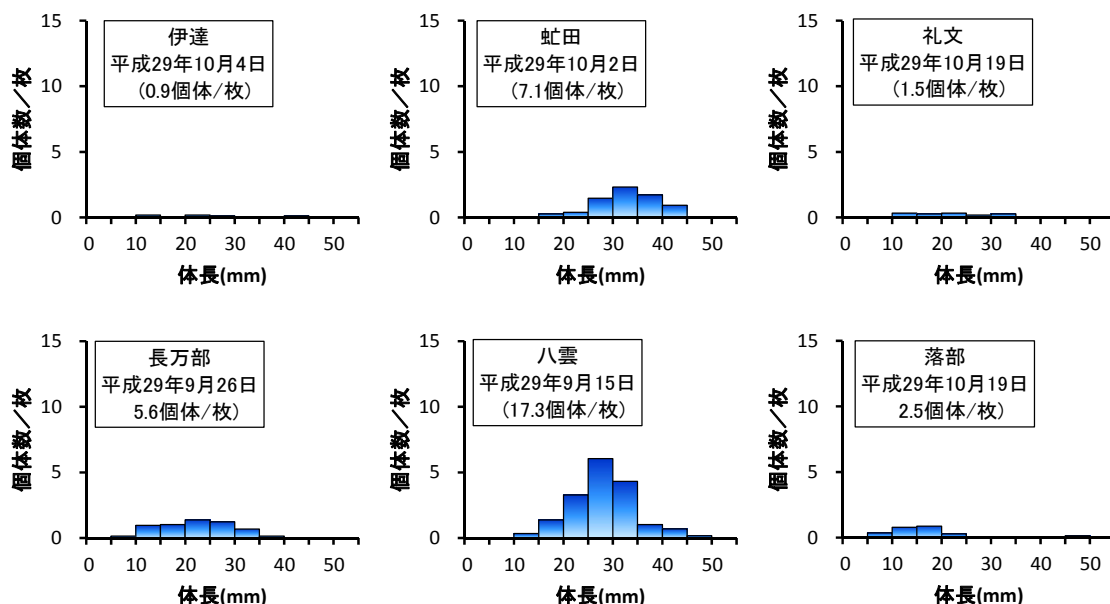 個体数／枚
15
10
5
0
伊達
平成29年10月4日
(0.9個体/枚)
0 10 20 30 40 50
体長(mm)
個体数／枚
15
10
5
0
虻田
平成29年10月2日
(7.1個体/枚)
0 10 20 30 40 50
体長(mm)
個体数／枚
15
10
5
0
礼文
平成29年10月19日
(1.5個体/枚)
0 10 20 30 40 50
体長(mm)
個体数／枚
15
10
5
0
長万部
平成29年9月26日
5.6個体/枚)
0 10 20 30 40 50
体長(mm)
個体数／枚
15
10
5
0
八雲
平成29年9月15日
(17.3個体/枚)
0 10 20 30 40 50
体長(mm)
個体数／枚
15
10
5
0
落部
平成29年10月19日
2.5個体/枚)
0 10 20 30 40 50
体長(mm)